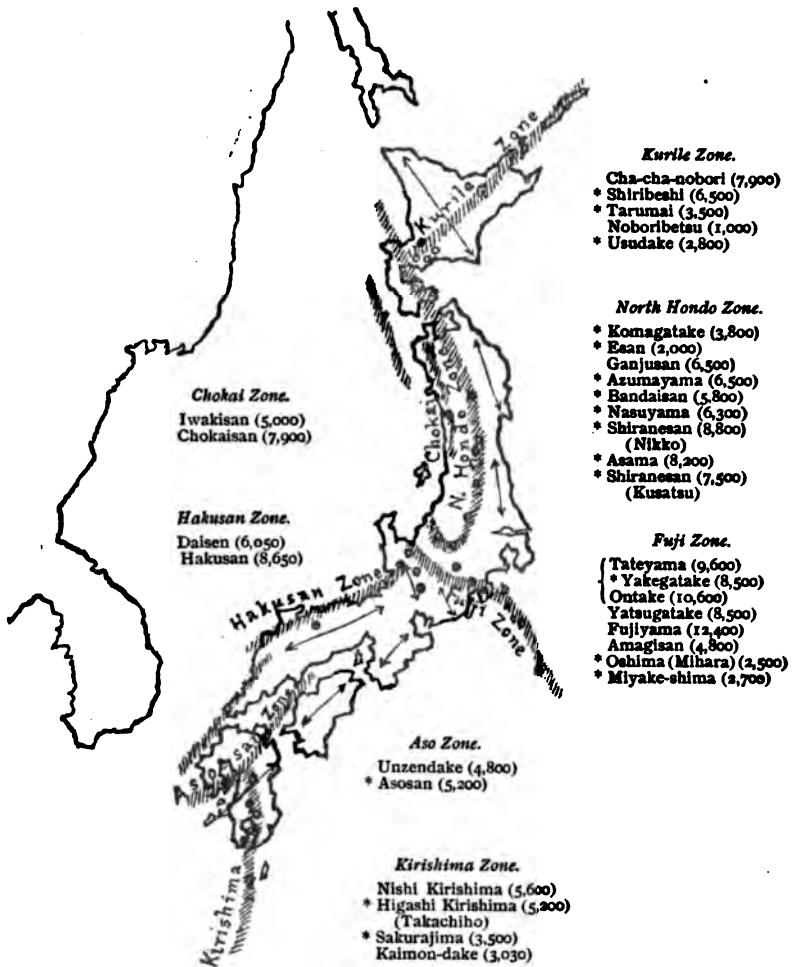 Kurile Zone.
Cha-cha-nobori (7,900)
* Shiribeshi (6,500)
* Tarumai (3,500)
Noboribetsu (1,000)
* Usudake (2,800)
North Hondo Zone.
* Komagatake (3,800)
* Esan (2,000)
Ganjusan (6,500)
* Azumayama (6,500)
* Bandaisan (5,800)
* Nasuyama (6,300)
* Shiranesan (8,800)
(Nikko)
* Asama (8,200)
* Shiranesan (7,500)
(Kusatsu)
Chokai Zone.
Iwakisan (5,000)
Chokaisan (7,900)
Hakusan Zone.
Daisen (6,050)
Hakusan (8,650)
Fuji Zone.
Tateyama (9,600)
* Yakegatake (8,500)
Ontake (10,600)
Yatsugatake (8,500)
Fujiyama (12,400)
Amagisan (4,800)
* Oshima (Mihara) (2,500)
* Miyake-shima (2,700)
Aso Zone.
Unzendake (4,800)
* Asosan (5,200)
Kirishima Zone.
Nishi Kirishima (5,600)
* Higashi Kirishima (5,200)
(Takachiho)
* Sakurajima (3,500)
Kaimon-dake (3,030)
Kurila Zone
Chokai Zone
N. Hondo Zone
Hakusan Zone
Fuji Zone
Zone
Kirishima